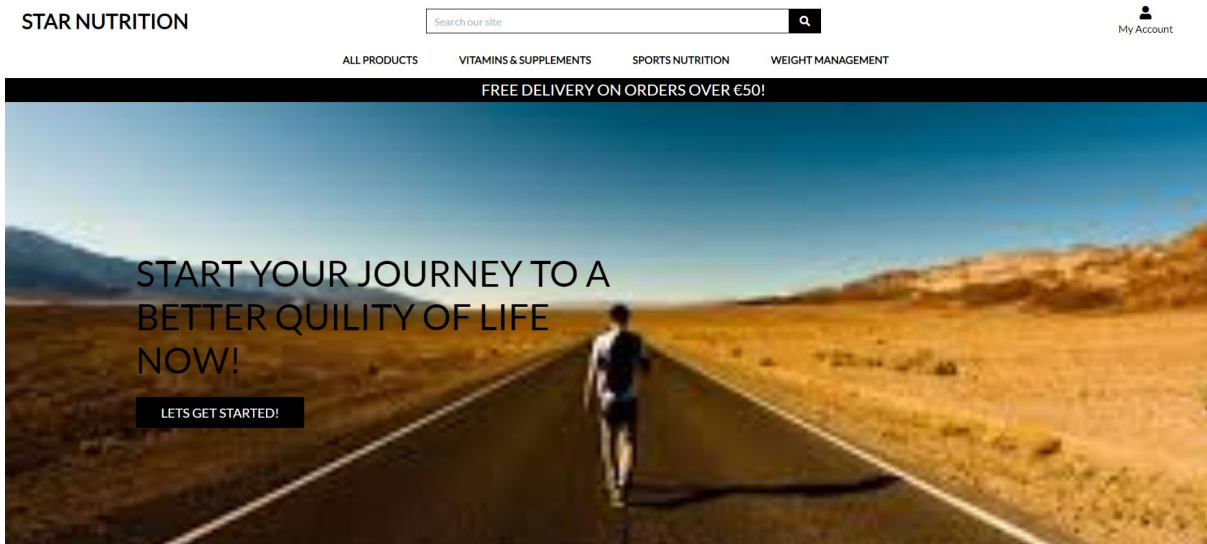 STAR NUTRITION
Search our site
My Account
ALL PRODUCTS VITAMINS & SUPPLEMENTS SPORTS NUTRITION WEIGHT MANAGEMENT
FREE DELIVERY ON ORDERS OVER €50!
START YOUR JOURNEY TO A
BETTER QUILITY OF LIFE
NOW!
LETS GET STARTED!